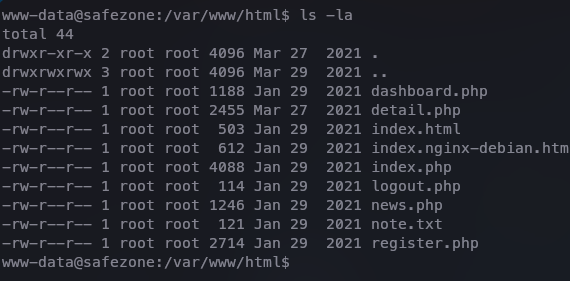 www-data@safezone:/var/www/html$ ls -la
total 44
drwxr-xr-x 2 root root 4096 Mar 27  2021 .
drwxrwxrwx 3 root root 4096 Mar 29  2021 ..
-rw-r--r-- 1 root root 1188 Jan 29  2021 dashboard.php
-rw-r--r-- 1 root root 2455 Mar 27  2021 detail.php
-rw-r--r-- 1 root root  503 Jan 29  2021 index.html
-rw-r--r-- 1 root root  612 Jan 29  2021 index.nginx-debian.htm
-rw-r--r-- 1 root root 4088 Jan 29  2021 index.php
-rw-r--r-- 1 root root  114 Jan 29  2021 logout.php
-rw-r--r-- 1 root root 1246 Jan 29  2021 news.php
-rw-r--r-- 1 root root  121 Jan 29  2021 note.txt
-rw-r--r-- 1 root root 2714 Jan 29  2021 register.php
www-data@safezone:/var/www/html$